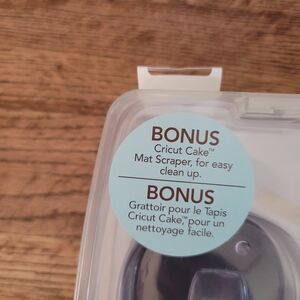 BONUS
Cricut Cake™
Mat Scraper, for easy
clean up.
BONUS
Grattoir pour le Tapis
Cricut Cake,™ pour un
nettoyage facile.